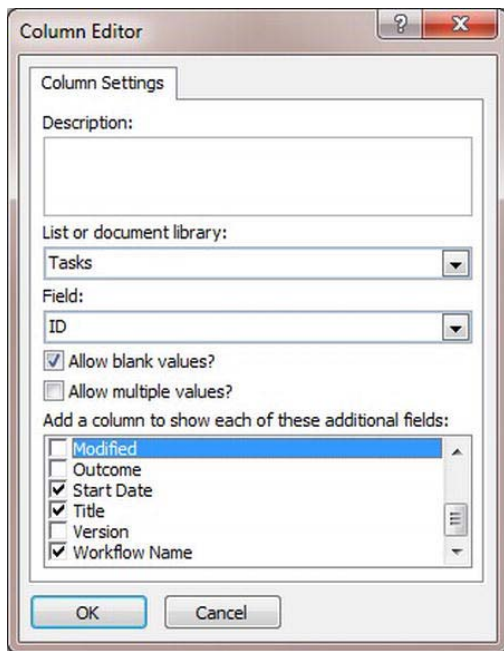 Column Editor
Column Settings
Description:
List or document library:
Tasks
Field:
ID
Allow blank values?
Allow multiple values?
Add a column to show each of these additional fields:
Modified
Outcome
Start Date
Title
Version
Workflow Name
OK Cancel